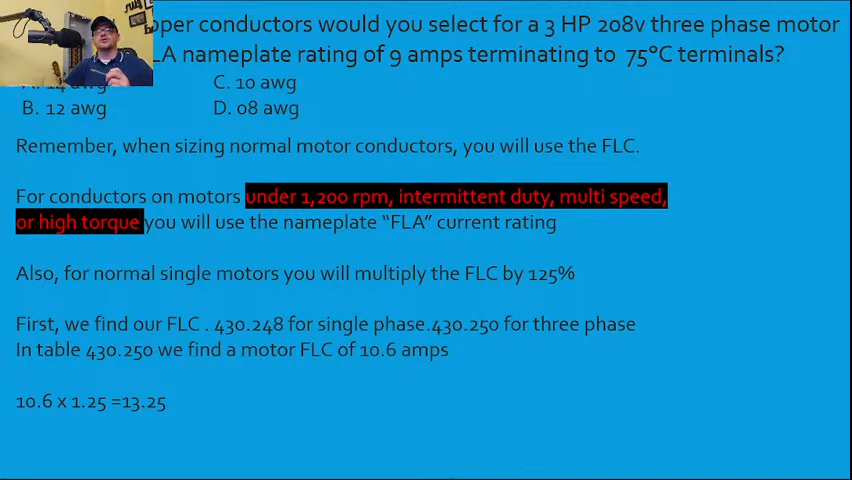 pper conductors would you select for a 3 HP 208v three phase motor
LA nameplate rating of 9 amps terminating to 75°C terminals?
A. 14 awg
C. 10 awg
B. 12 awg
D. 08 awg
Remember, when sizing normal motor conductors, you will use the FLC.
For conductors on motors under 1,200 rpm, intermittent duty, multi speed,
or high torque you will use the nameplate “FLA” current rating
Also, for normal single motors you will multiply the FLC by 125%
First, we find our FLC . 430.248 for single phase.430.250 for three phase
In table 430.250 we find a motor FLC of 10.6 amps
10.6 x 1.25 =13.25